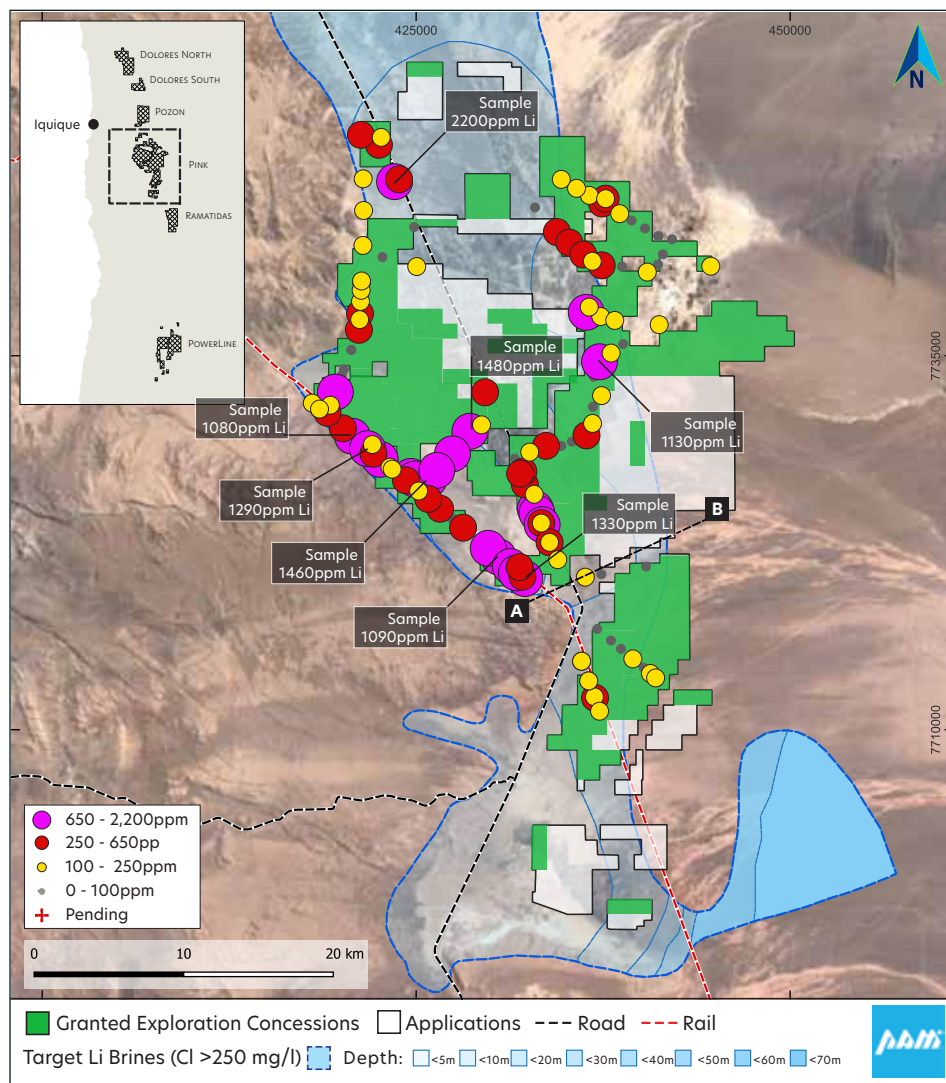 425000
450000
N
DOLORES NORTH
DOLORES SOUTH
POZON
Iquique
PINK
RAMATIDAS
POWERLINE
Sample
2200ppm Li
7735000
Sample
1480ppm Li
Sample
1080ppm Li
Sample
1130ppm Li
Sample
1290ppm Li
Sample
1330ppm Li
B
Sample
1460ppm Li
A
Sample
1090ppm Li
7710000
650 - 2,200ppm
250 - 650pp
100 - 250ppm
0 - 100ppm
Pending
0 10 20 km
Granted Exploration Concessions Applications Road Rail
Target Li Brines (Cl >250 mg/l) Depth: <5m <10m <20m <30m <40m <50m <60m <70m
pam